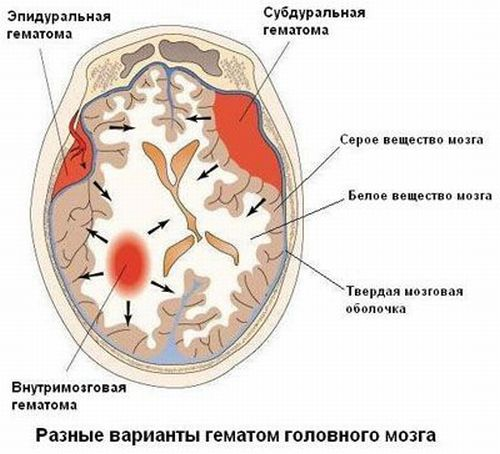 Эпидуральная
гематома
Субдуральная
гематома
Серое вещество мозга
Белое вещество мозга
Твердая мозговая
оболочка
Внутримозговая
гематома
Разные варианты гематом головного мозга